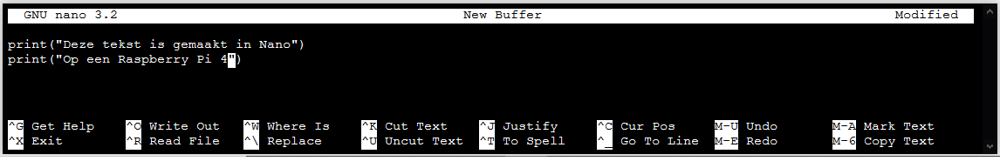 GNU nano 3.2 New Buffer Modified
print("Deze tekst is gemaakt in Nano")
print("Op een Raspberry Pi 4")
^G Get Help ^O Write Out ^W Where Is ^K Cut Text ^J Justify ^C Cur Pos M-U Undo M-A Mark Text
^X Exit ^R Read File ^\ Replace ^U Uncut Text ^T To Spell ^_ Go To Line M-E Redo M-6 Copy Text